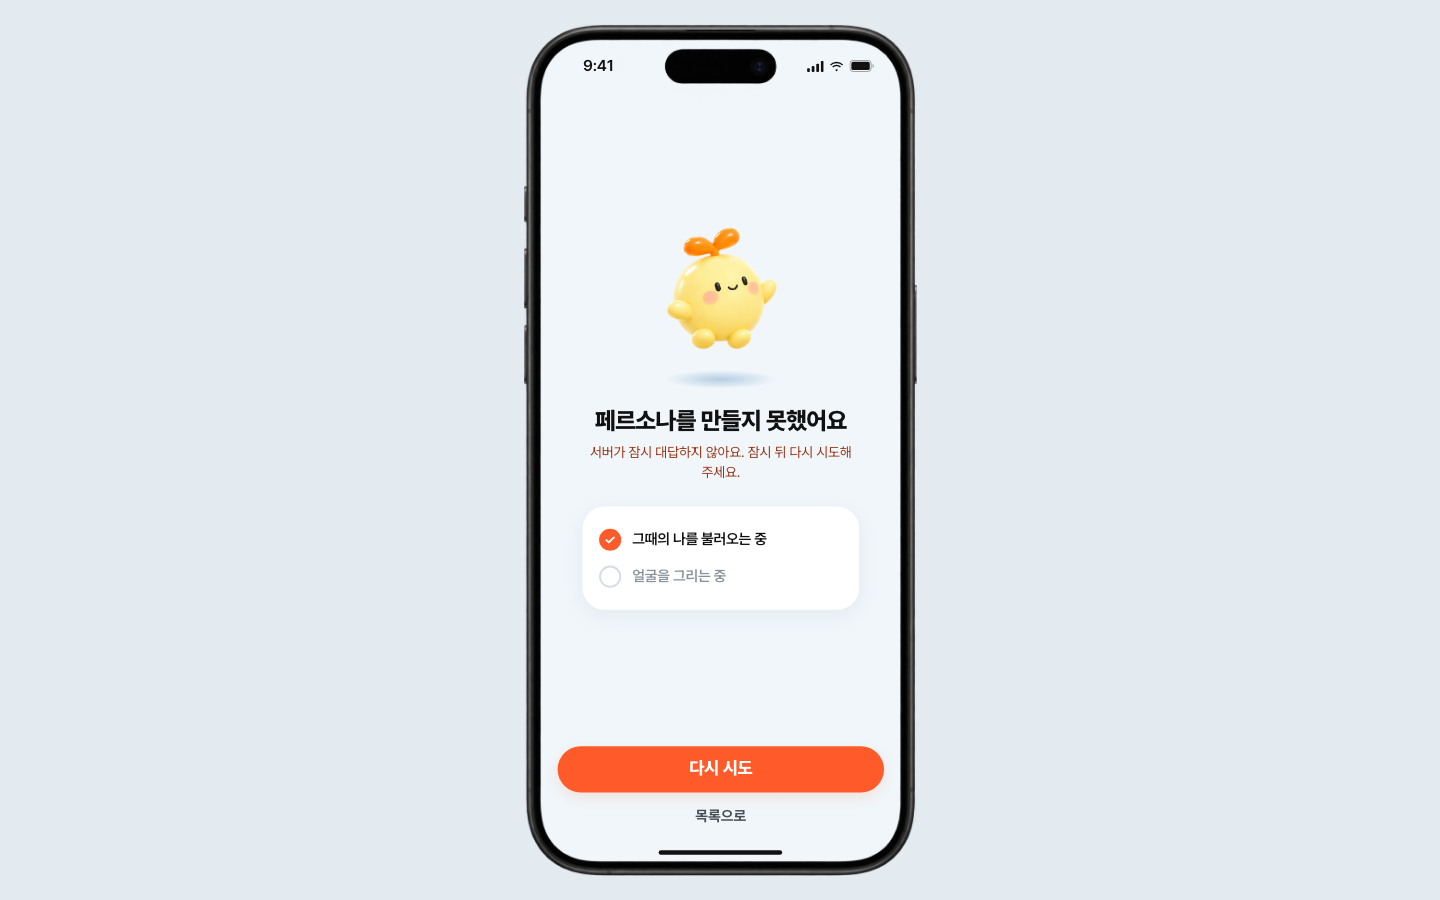 9:41
페르소나를 만들지 못했어요
서버가 잠시 대답하지 않아요. 잠시 뒤 다시 시도해
주세요.
그때의 나를 불러오는 중
얼굴을 그리는 중
다시 시도
목록으로